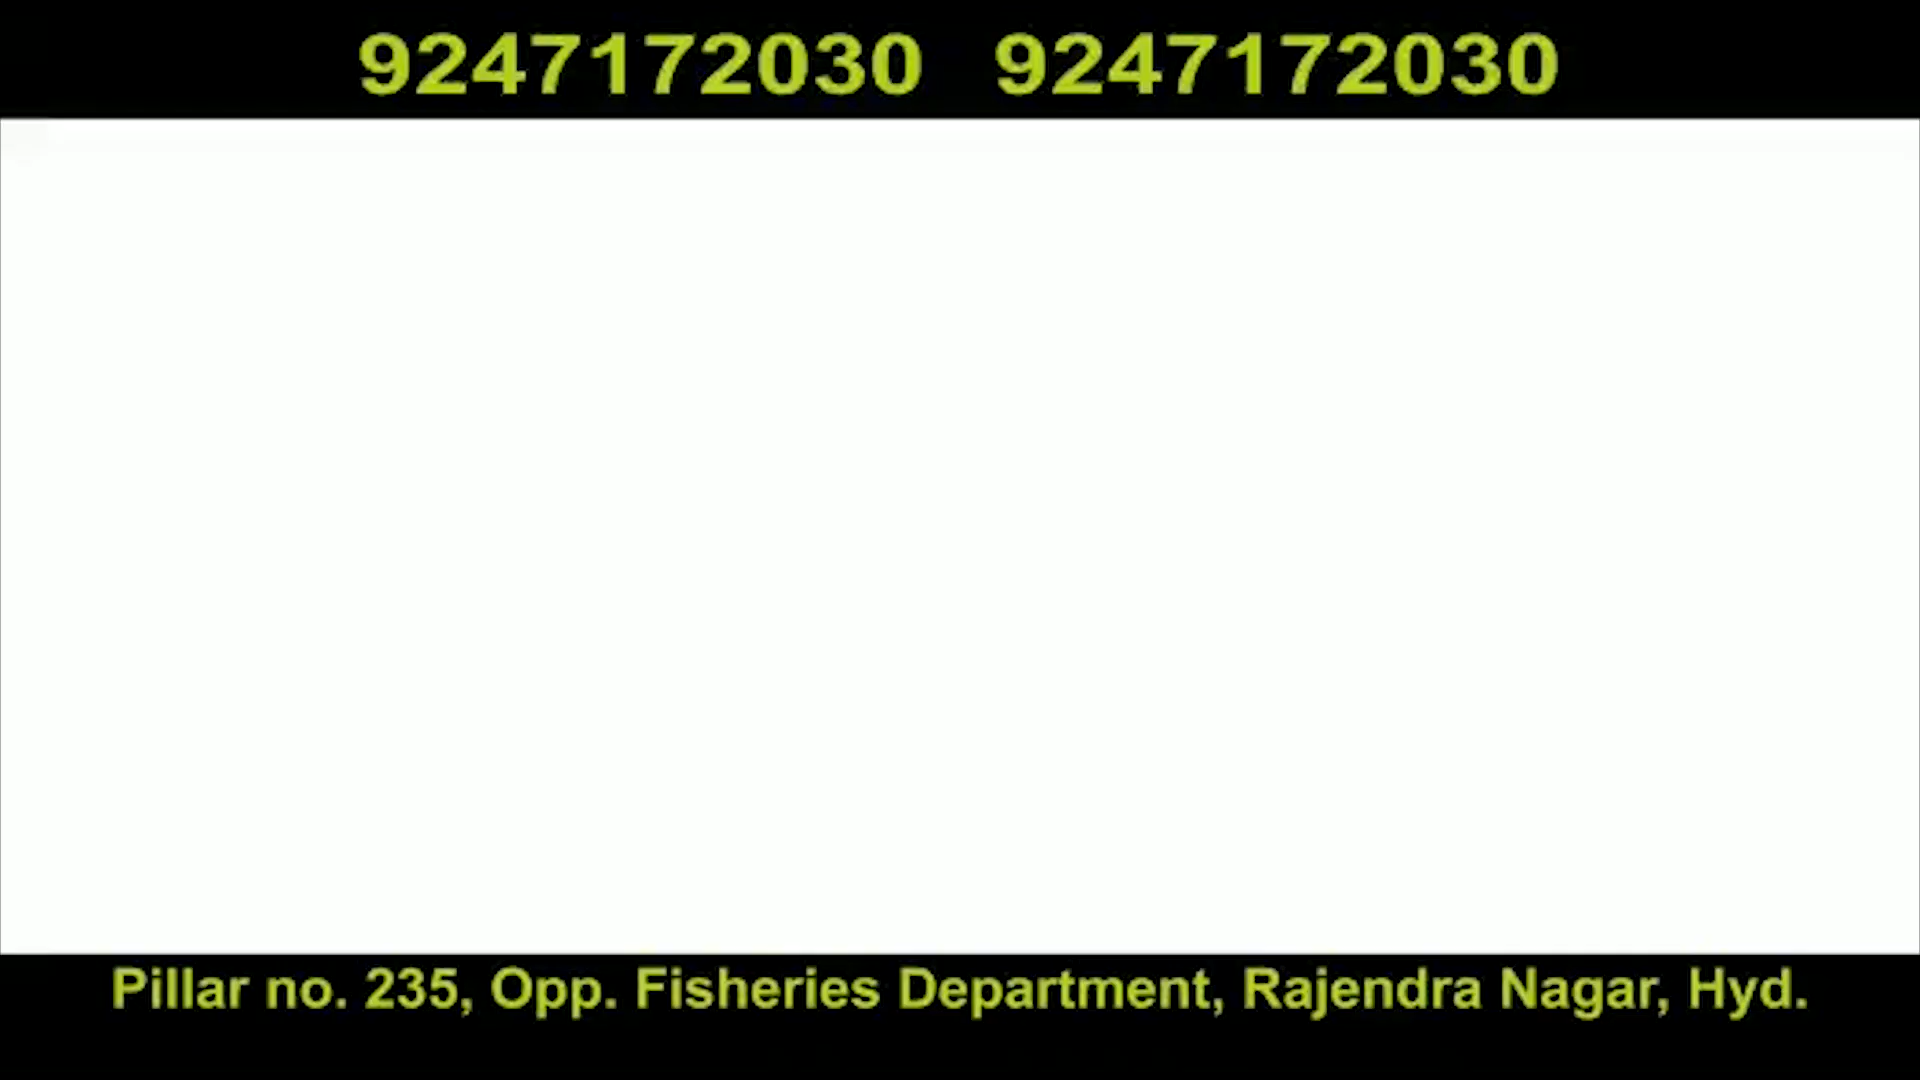 9247172030 9247172030
Pillar no. 235, Opp. Fisheries Department, Rajendra Nagar, Hyd.